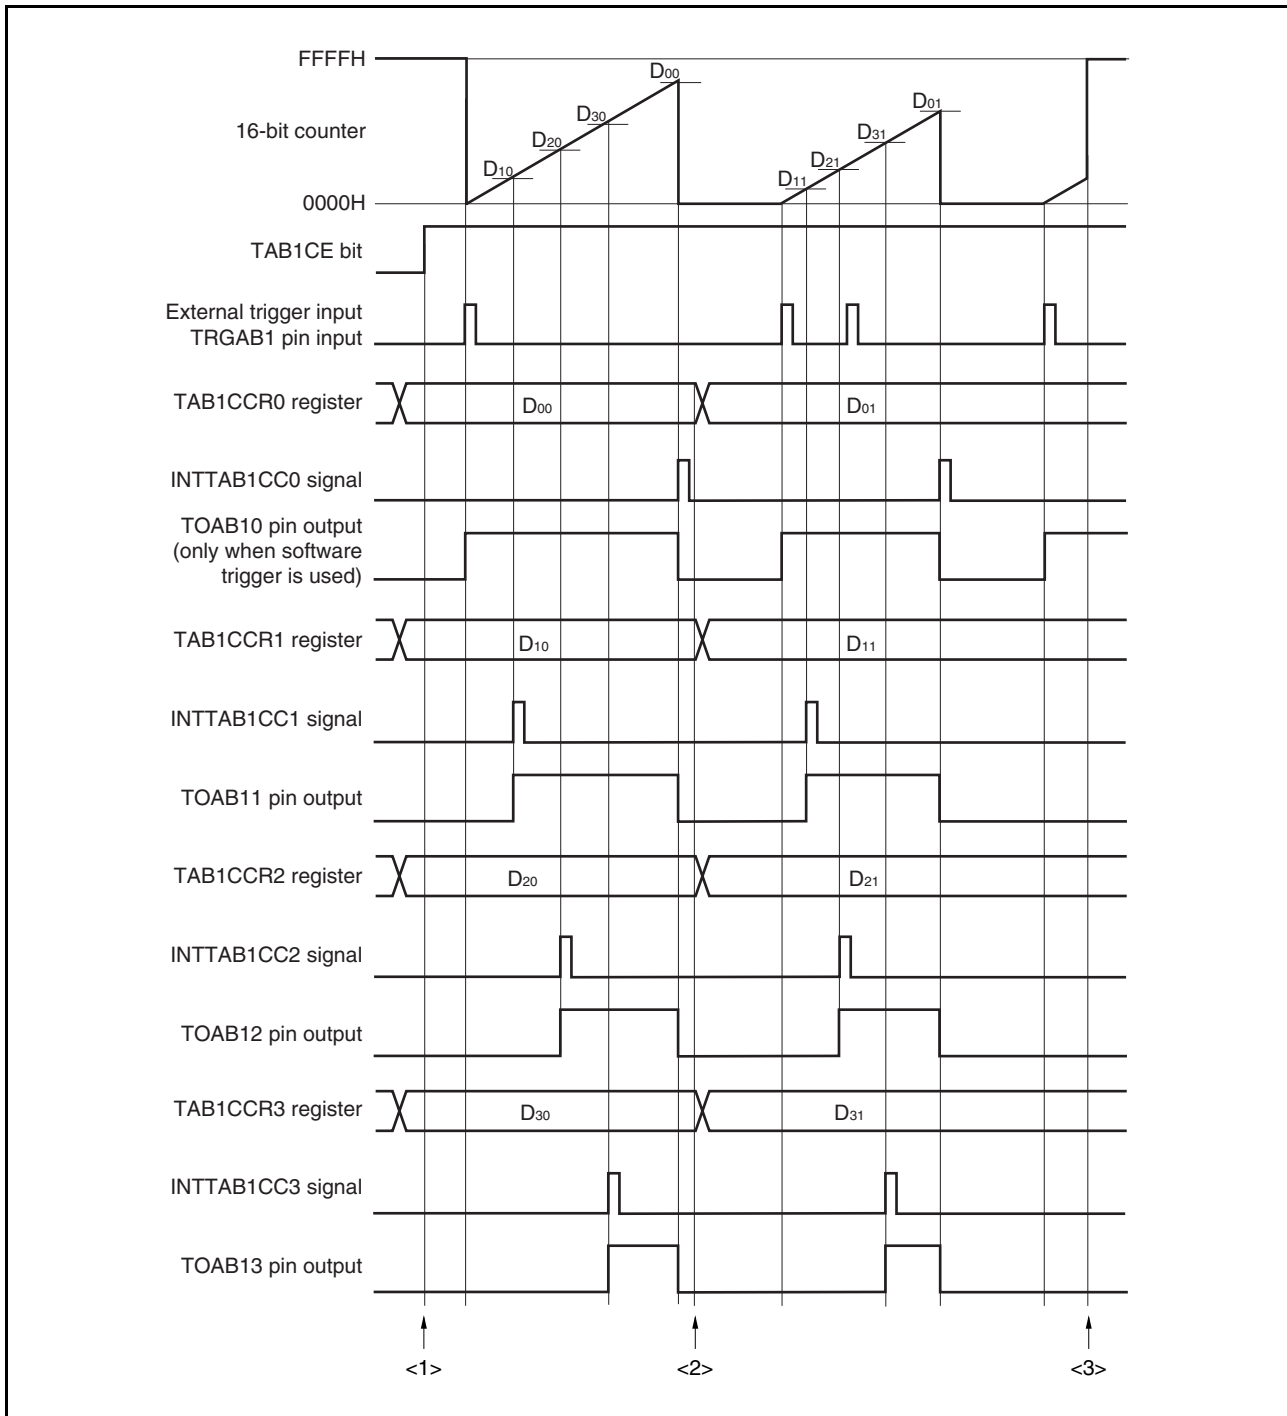 FFFFH
D00
D01
D30
16-bit counter
D31
D20
D21
D10
D11
0000H
TAB1CE bit
External trigger input
TRGAB1 pin input
TAB1CCR0 register
D00
D01
INTTAB1CC0 signal
TOAB10 pin output
(only when software
trigger is used)
TAB1CCR1 register
D10
D11
INTTAB1CC1 signal
TOAB11 pin output
TAB1CCR2 register
D20
D21
INTTAB1CC2 signal
TOAB12 pin output
TAB1CCR3 register
D30
D31
INTTAB1CC3 signal
TOAB13 pin output
<1>
<2>
<3>